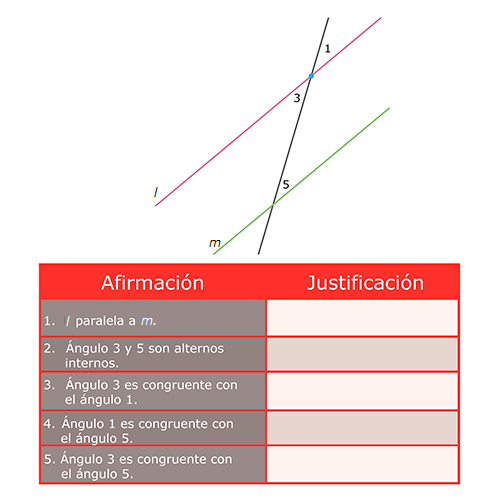 1
3
5
l
m
Afirmación Justificación
1. l paralela a m.
2. Ángulo 3 y 5 son alternos
internos.
3. Ángulo 3 es congruente con
el ángulo 1.
4. Ángulo 1 es congruente con
el ángulo 5.
5. Ángulo 3 es congruente con
el ángulo 5.